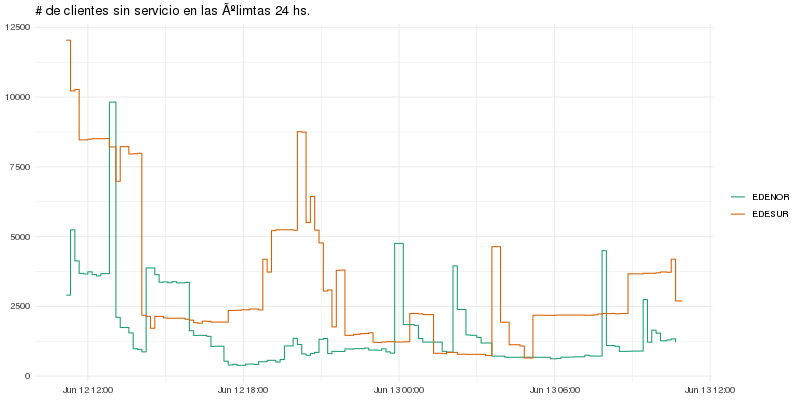 # de clientes sin servicio en las Ãºlimtas 24 hs.
12500
10000
7500
5000
2500
0
Jun 12 12:00
Jun 12 18:00
Jun 13 00:00
Jun 13 06:00
Jun 13 12:00
EDENOR
EDESUR